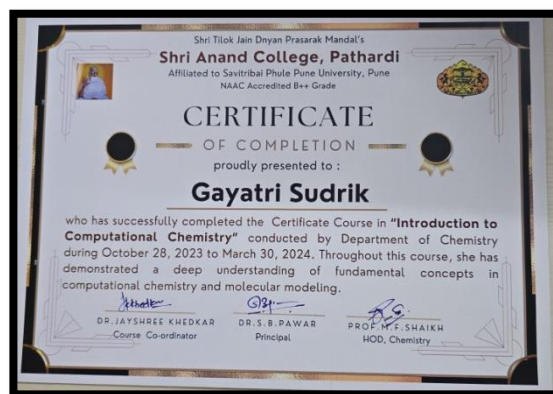 Shri Tilok Jain Dnyan Prasarak Mandal's
Shri Anand College, Pathardi
Affiliated to Savitribai Phule Pune University, Pune
NAAC Accredited B++ Grade
CERTIFICATE
OF COMPLETION
proudly presented to :
Gayatri Sudrik
who has successfully completed the Certificate Course in "Introduction to
Computational Chemistry" conducted by Department of Chemistry
during October 28, 2023 to March 30, 2024. Throughout this course, she has
demonstrated a deep understanding of fundamental concepts in
computational chemistry and molecular modeling.
DR.JAYSHREE KHEDKAR
Course Co-ordinator
DR.S.B.PAWAR
Principal
PROF.M.F.SHAIKH
HOD, Chemistry